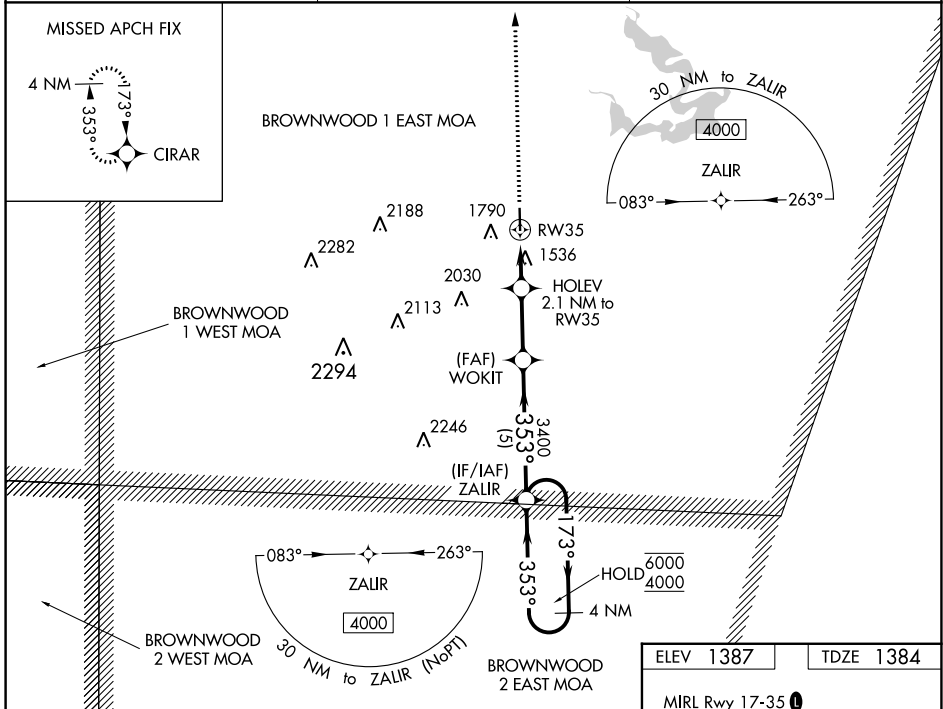 MISSED APCH FIX
4 NM
173°
353°
CIRAR
BROWNWOOD 1 EAST MOA
30 NM to ZALIR
4000
ZALIR
083°
263°
2188
1790
RW35
2282
1536
2030
HOLEV
2.1 NM to
RW35
BROWNWOOD
1 WEST MOA
2113
2294
(FAF)
WOKIT
2246
3400
353°
(5)
(IF/IAF)
ZALIR
083°
263°
ZALIR
4000
30 NM to ZALIR (NoPT)
173°
353°
HOLD
6000
4000
4 NM
BROWNWOOD
2 WEST MOA
BROWNWOOD
2 EAST MOA
ELEV 1387
TDZE 1384
MIRL Rwy 17-35 L